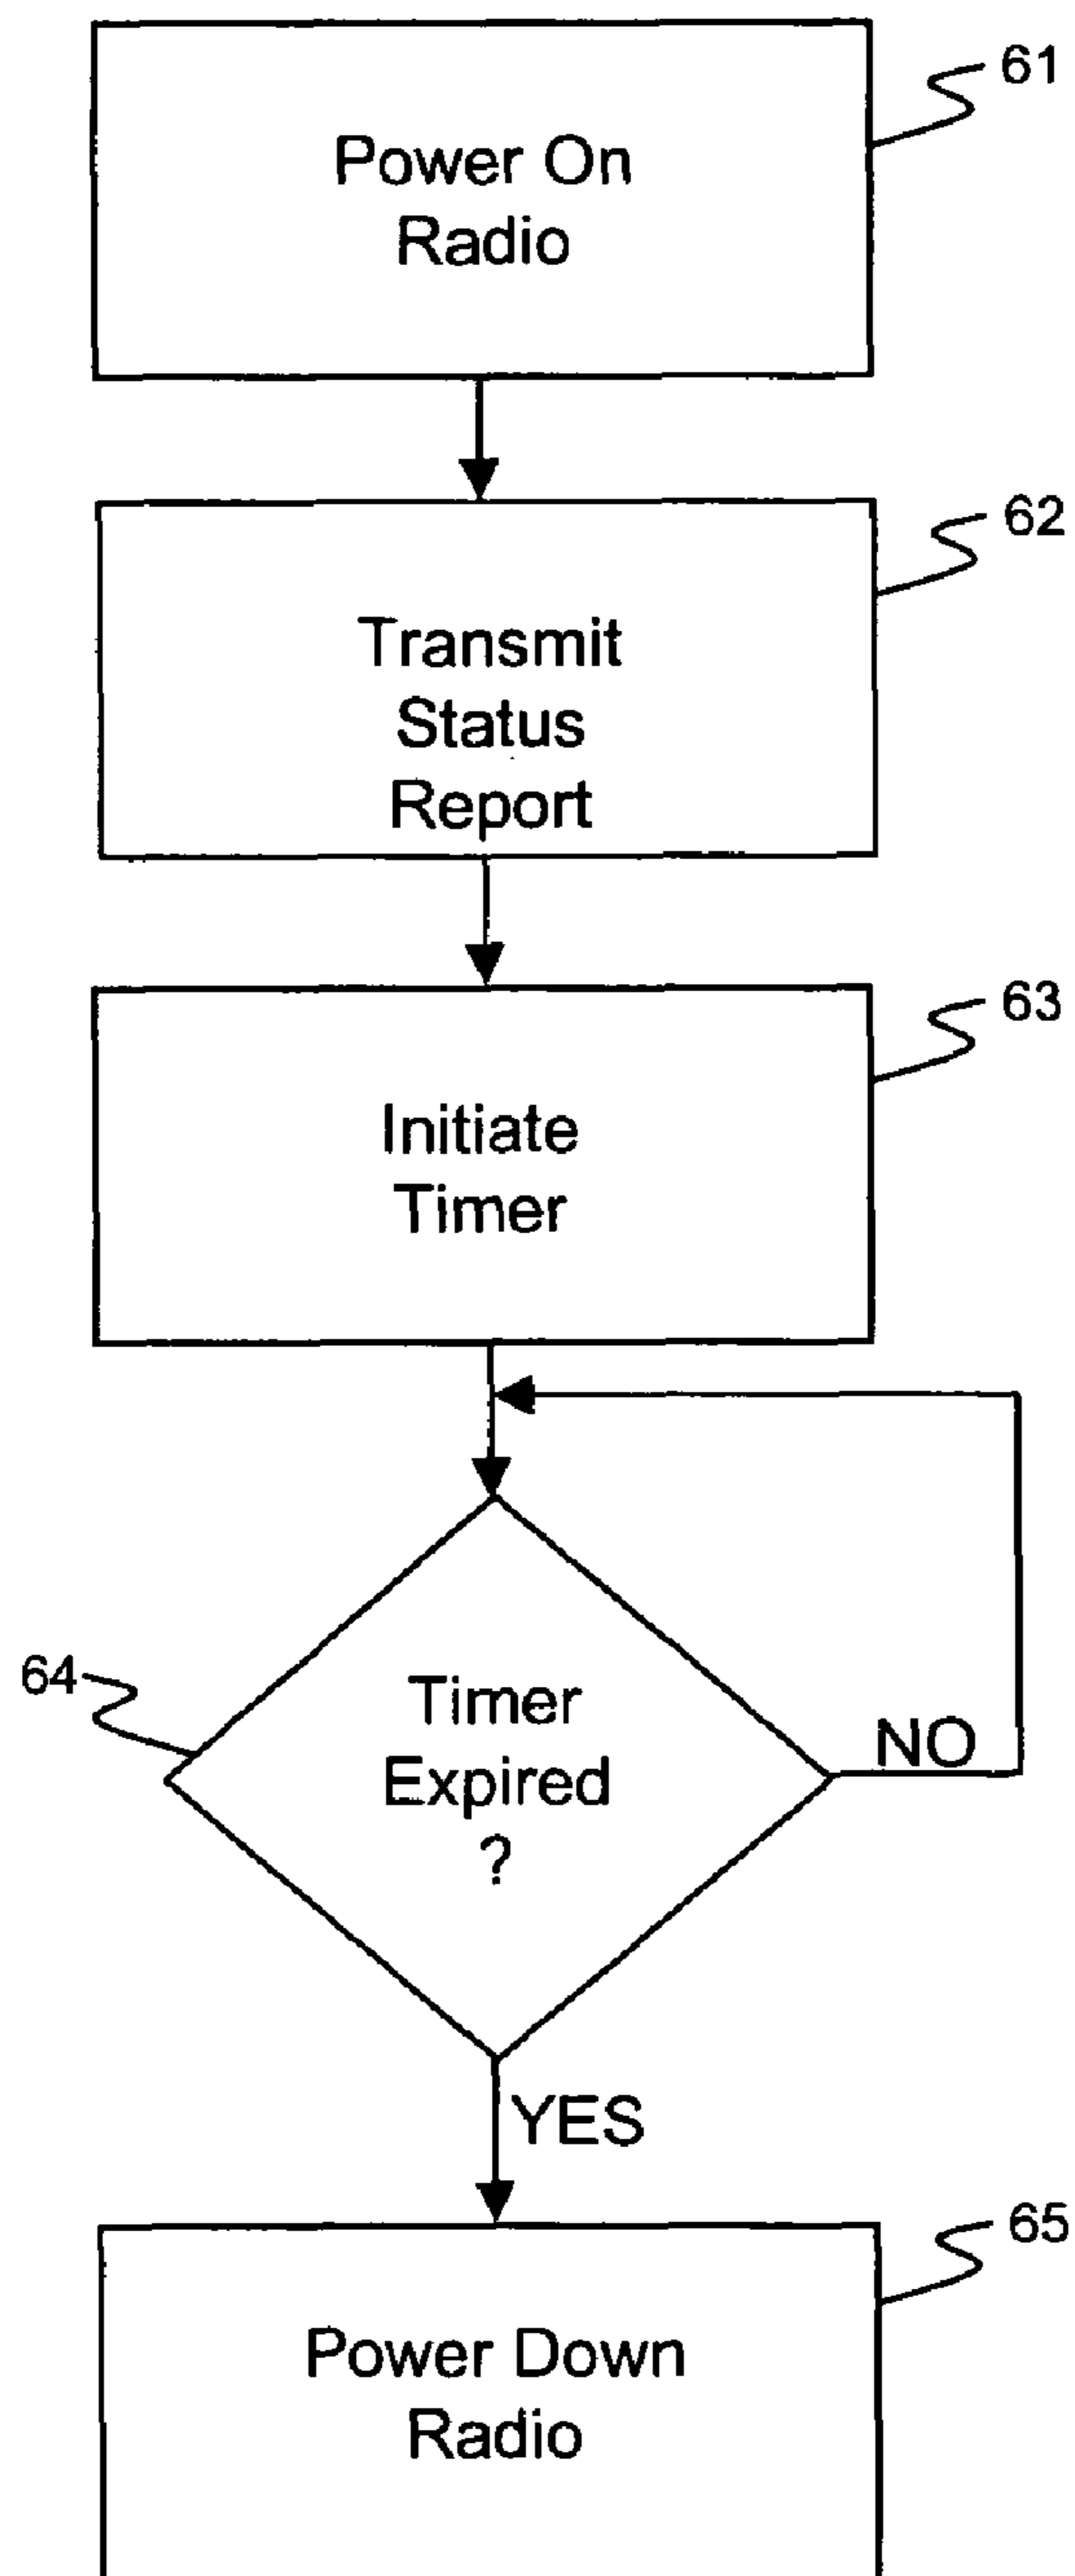 61
Power On
Radio
62
Transmit
Status
Report
63
Initiate
Timer
64
Timer
Expired
?
NO
YES
65
Power Down
Radio